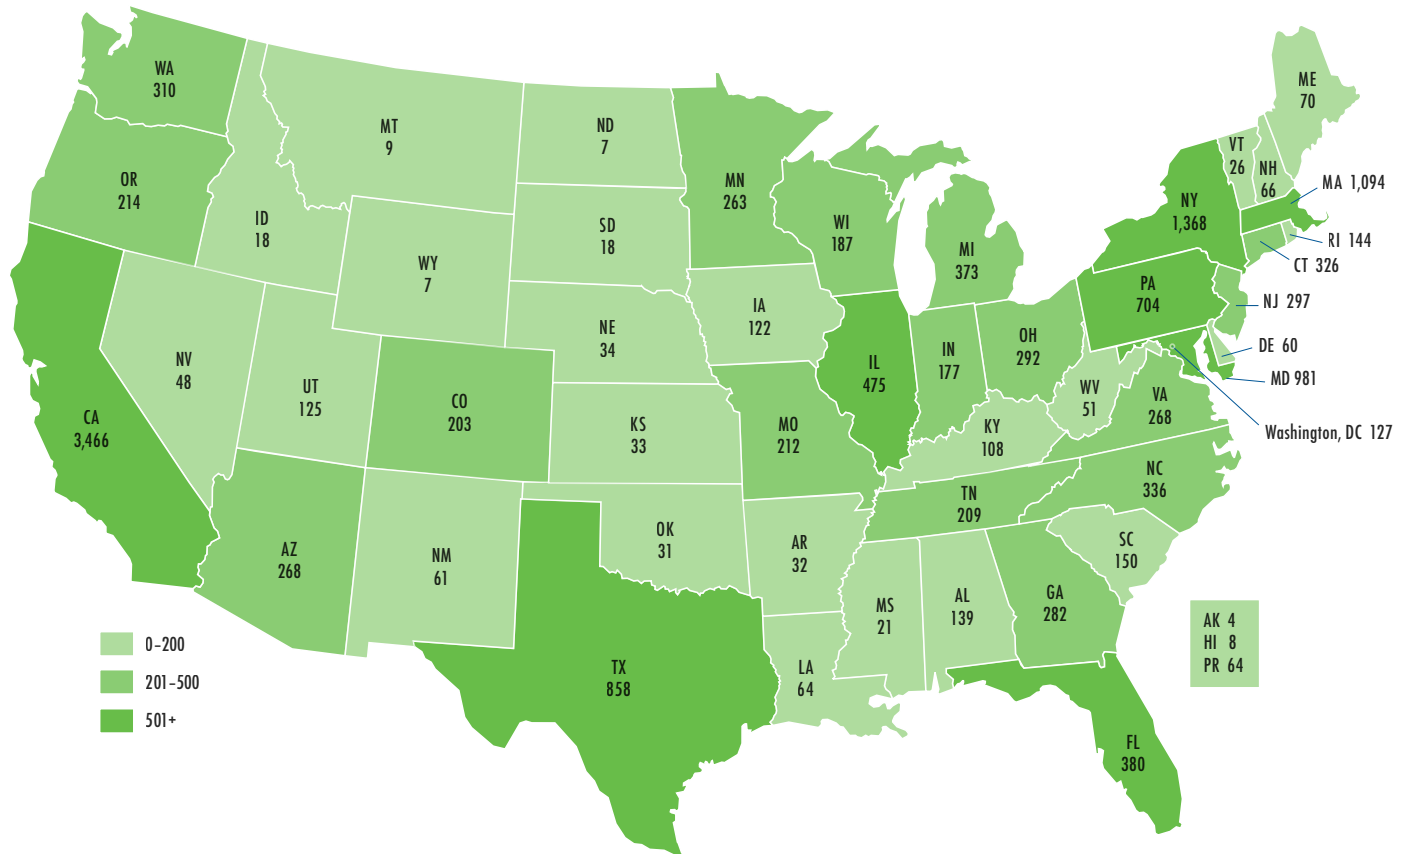 WA
310
MT
9
ND
7
MN
263
ME
70
VT
26
NH
66
MA 1,094
OR
214
ID
18
WY
7
SD
18
WI
187
MI
373
NY
1,368
RI 144
CT 326
PA
704
NJ 297
NV
48
UT
125
CO
203
NE
34
IA
122
IL
475
IN
177
OH
292
DE 60
MD 981
WV
51
VA
268
Washington, DC 127
CA
3,466
KS
33
MO
212
KY
108
NC
336
TN
209
AZ
268
NM
61
OK
31
AR
32
SC
150
MS
21
AL
139
GA
282
AK 4
HI 8
PR 64
TX
858
LA
64
FL
380
0–200
201–500
501+